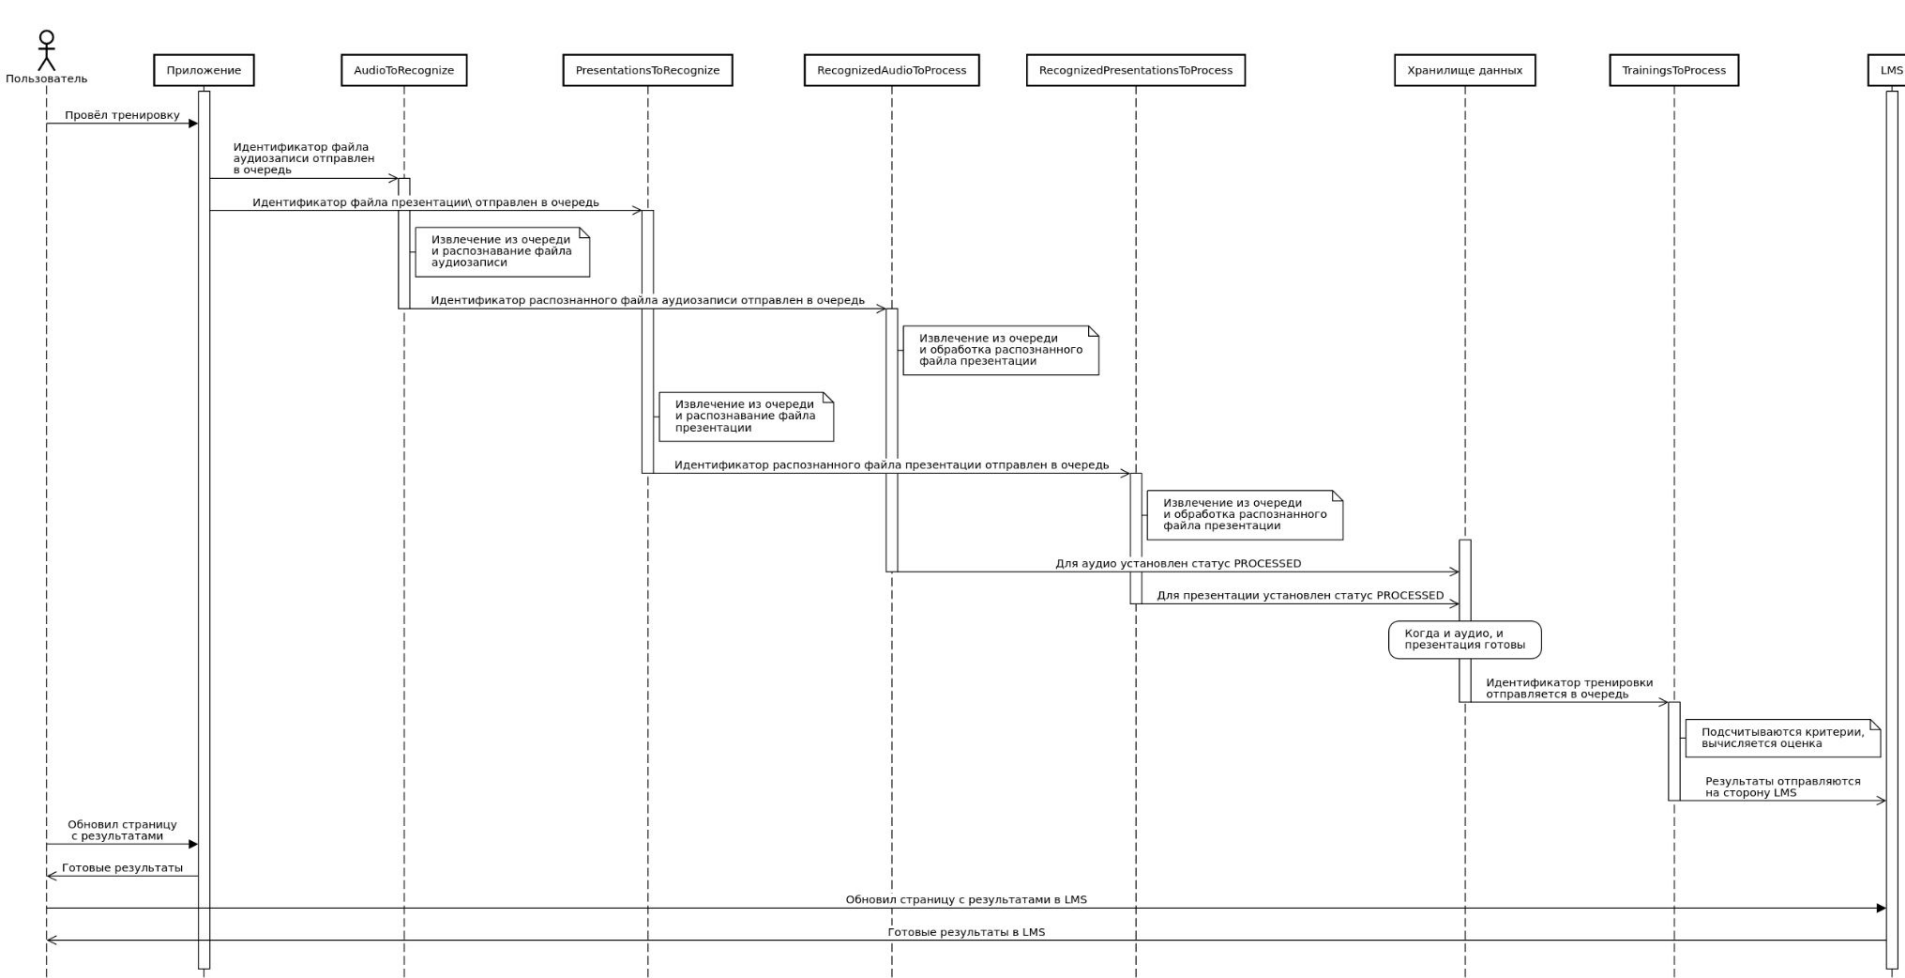 Пользователь
Приложение
AudioToRecognize
PresentationsToRecognize
RecognizedAudioToProcess
RecognizedPresentationsToProcess
Хранилище данных
TrainingsToProcess
LMS
Провёл тренировку
Идентификатор файла
аудиозаписи отправлен
в очередь
Идентификатор файла презентации\ отправлен в очередь
Извлечение из очереди
и распознавание файла
аудиозаписи
Идентификатор распознанного файла аудиозаписи отправлен в очередь
Извлечение из очереди
и обработка распознанного
файла презентации
Извлечение из очереди
и распознавание файла
презентации
Идентификатор распознанного файла презентации отправлен в очередь
Извлечение из очереди
и обработка распознанного
файла презентации
Для аудио установлен статус PROCESSED
Для презентации установлен статус PROCESSED
Когда и аудио, и
презентация готовы
Идентификатор тренировки
отправляется в очередь
Подсчитываются критерии,
вычисляется оценка
Результаты отправляются
на сторону LMS
Обновил страницу
с результатами
Готовые результаты
Обновил страницу с результатами в LMS
Готовые результаты в LMS